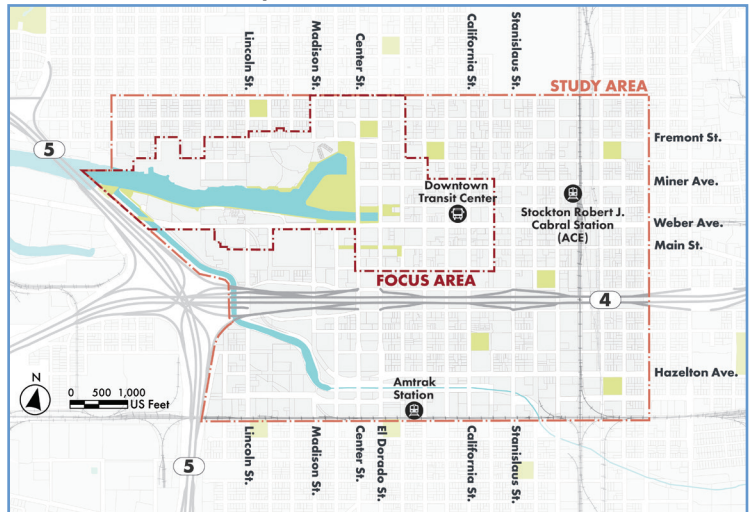 Lincoln St.
Madison St.
Center St.
California St.
Stanislaus St.
STUDY AREA
5
Fremont St.
Miner Ave.
Downtown
Transit Center
Stockton Robert J.
Cabral Station
(ACE)
Weber Ave.
Main St.
FOCUS AREA
4
Hazelton Ave.
N
0 500 1,000
US Feet
Amtrak
Station
Lincoln St.
Madison St.
Center St.
El Dorado St.
California St.
Stanislaus St.
5